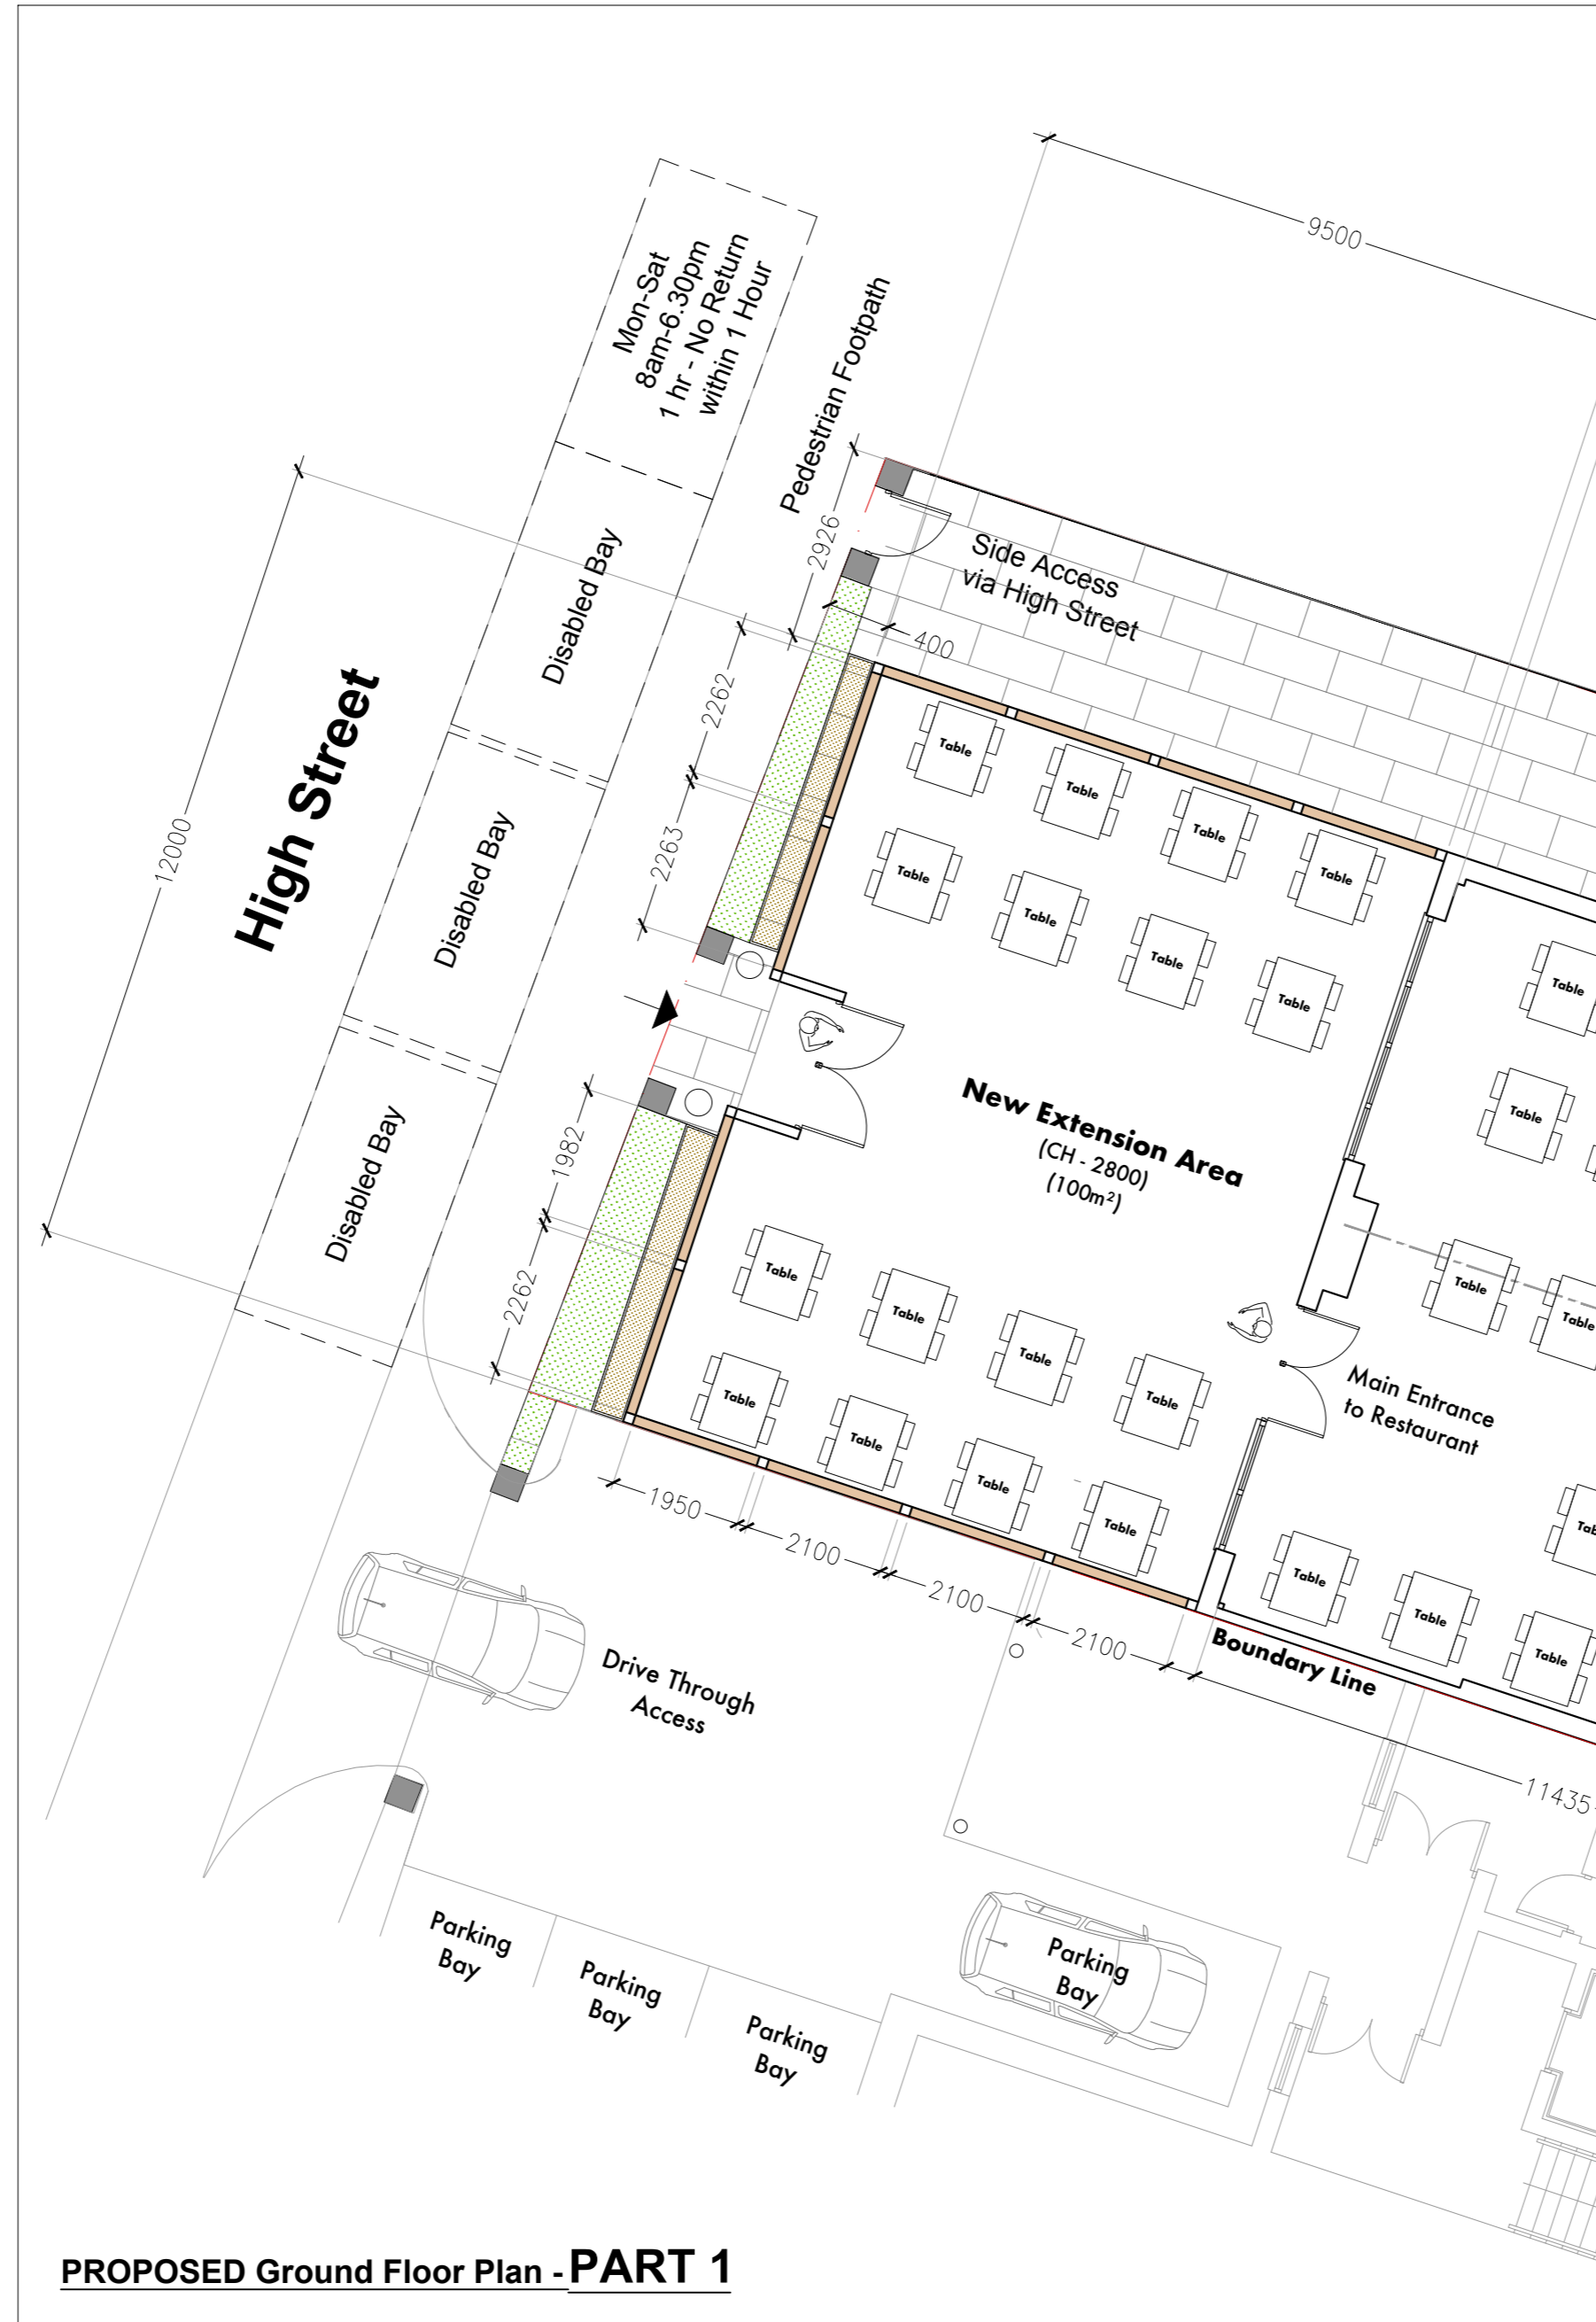 9500
Mon-Sat
8am-6.30pm
1 hr - No Return
within 1 Hour
Pedestrian Footpath
2926
Side Access
via High Street
400
Disabled Bay
2262
High Street
12000
2263
Disabled Bay
Table
Table
Table
Table
Table
Table
Table
Table
Table
Table
New Extension Area
(CH - 2800)
(100m²)
Disabled Bay
1982
2262
Table
Table
Table
Table
Table
Table
Table
Table
Table
Table
Main Entrance
to Restaurant
Table
Table
Table
1950
2100
2100
2100
Boundary Line
11435
Drive Through
Access
Parking
Bay
Parking
Bay
Parking
Bay
Parking
Bay
PROPOSED Ground Floor Plan - PART 1